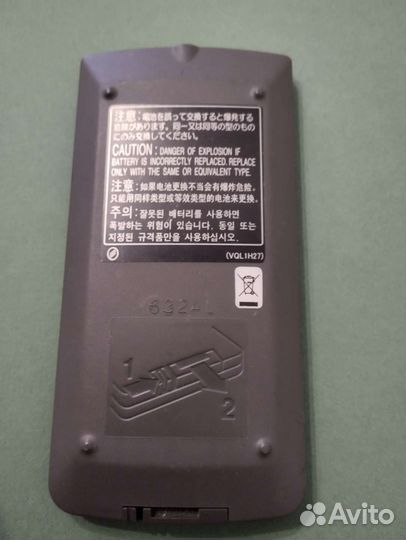 注意:電池を誤って交換すると爆発する
危険があります。同一又は同等の型のもの
にのみ交換してください。
CAUTION: DANGER OF EXPLOSION IF
BATTERY IS INCORRECTLY REPLACED. REPLACE
ONLY WITH THE SAME OR EQUIVALENT TYPE.
注意: 如果电池更换不当会有爆炸危险。
只能用同样类型或等效类型的电池来更换。
주의: 잘못된 배터리를 사용하면
폭발하는 위험이 있습니다. 동일 또는
지정된 규격품만을 사용하십시오.
(VQL1H27)
632A
1
2
Avito